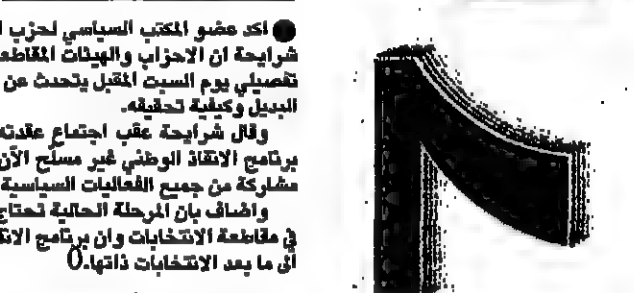 ● اكد عضو المكتب السياسي لحزب ا
شرايحة ان الاحزاب والهيئات المقاطعـ
تفصيلي يوم السبت المقبل يتحدث عن
البديل وكيفية تحقيقه.
وقال شرايحة عقب اجتماع عقدته
برنامج الانقاذ الوطني غير مسلح الآن
مشاركة من جميع الفعاليات السياسية
واضاف بان المرحلة الحالية تحتاج
في مقاطعة الانتخابات وان برنامج الانقـ
الى ما بعد الانتخابات ذاتها.()